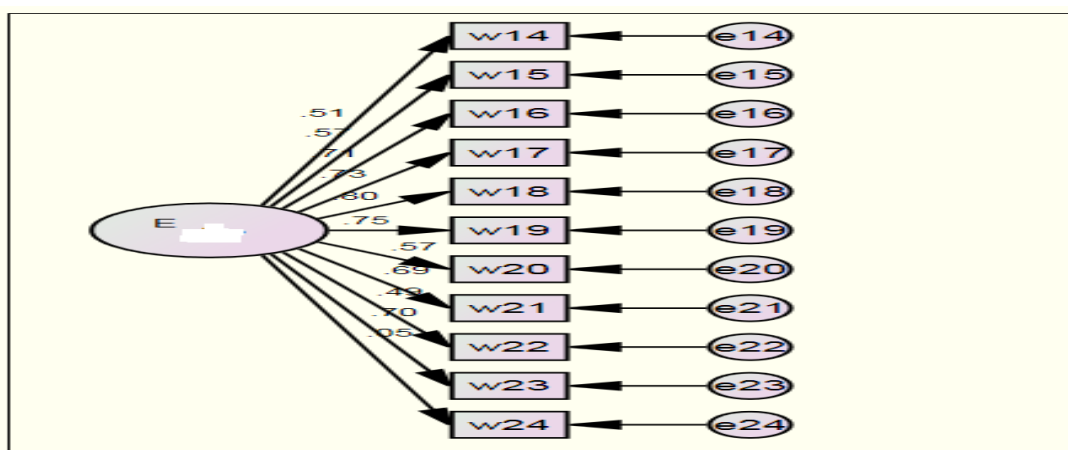 w14 e14
w15 e15
.51 w16 e16
.57
.71 w17 e17
.73
.60 w18 e18
E .75 w19 e19
.57
.69 w20 e20
.49 w21 e21
.70
.05 w22 e22
w23 e23
w24 e24